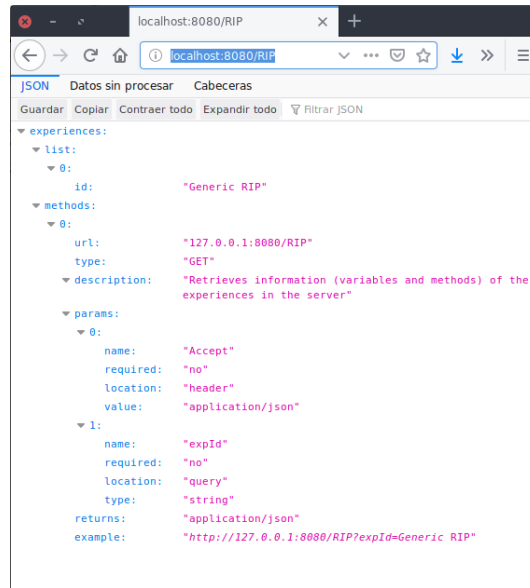 localhost:8080/RIP
localhost:8080/RIP
JSON Datos sin procesar Cabeceras
Guardar Copiar Contraer todo Expandir todo Filtrar JSON
experiences:
list:
0:
id: "Generic RIP"
methods:
0:
url: "127.0.0.1:8080/RIP"
type: "GET"
description: "Retrieves information (variables and methods) of the
experiences in the server"
params:
0:
name: "Accept"
required: "no"
location: "header"
value: "application/json"
1:
name: "expId"
required: "no"
location: "query"
type: "string"
returns: "application/json"
example: "http://127.0.0.1:8080/RIP?expId=Generic RIP"